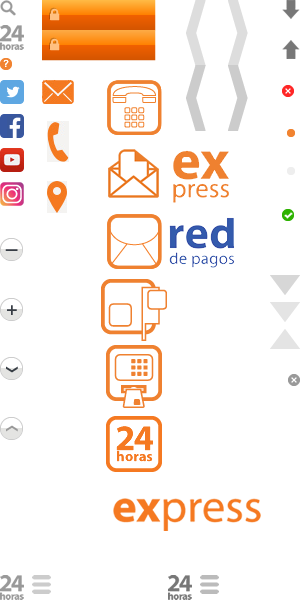 24
horas
?
ex
press
red
de pagos
24
horas
express
24
horas
24
horas